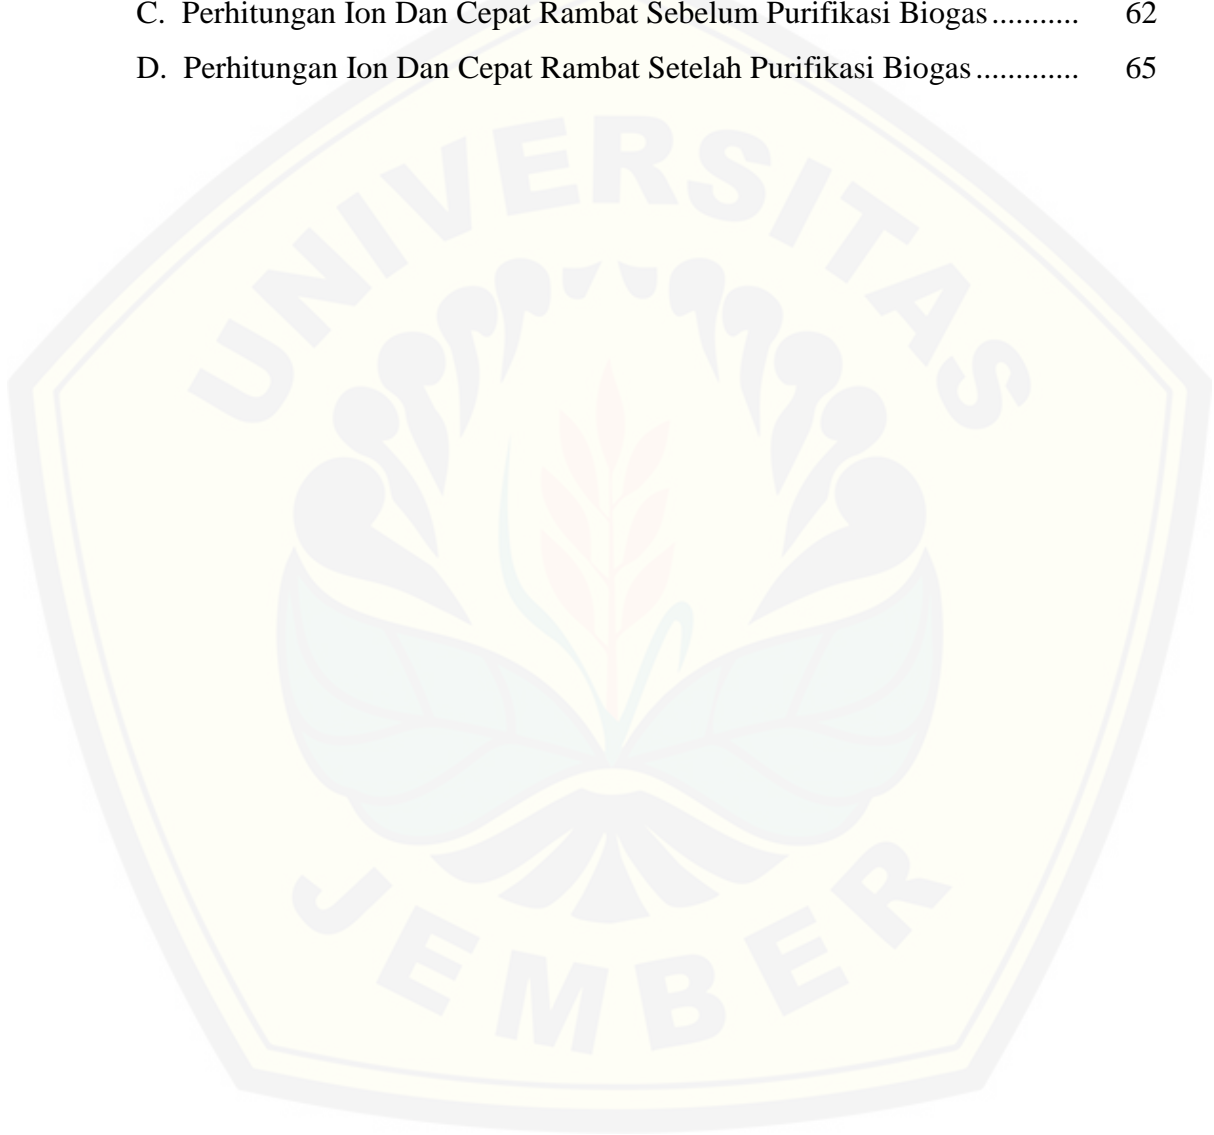 C. Perhitungan Ion Dan Cepat Rambat Sebelum Purifikasi Biogas........... 62
D. Perhitungan Ion Dan Cepat Rambat Setelah Purifikasi Biogas............. 65
UNIVERSITAS
JEMBER